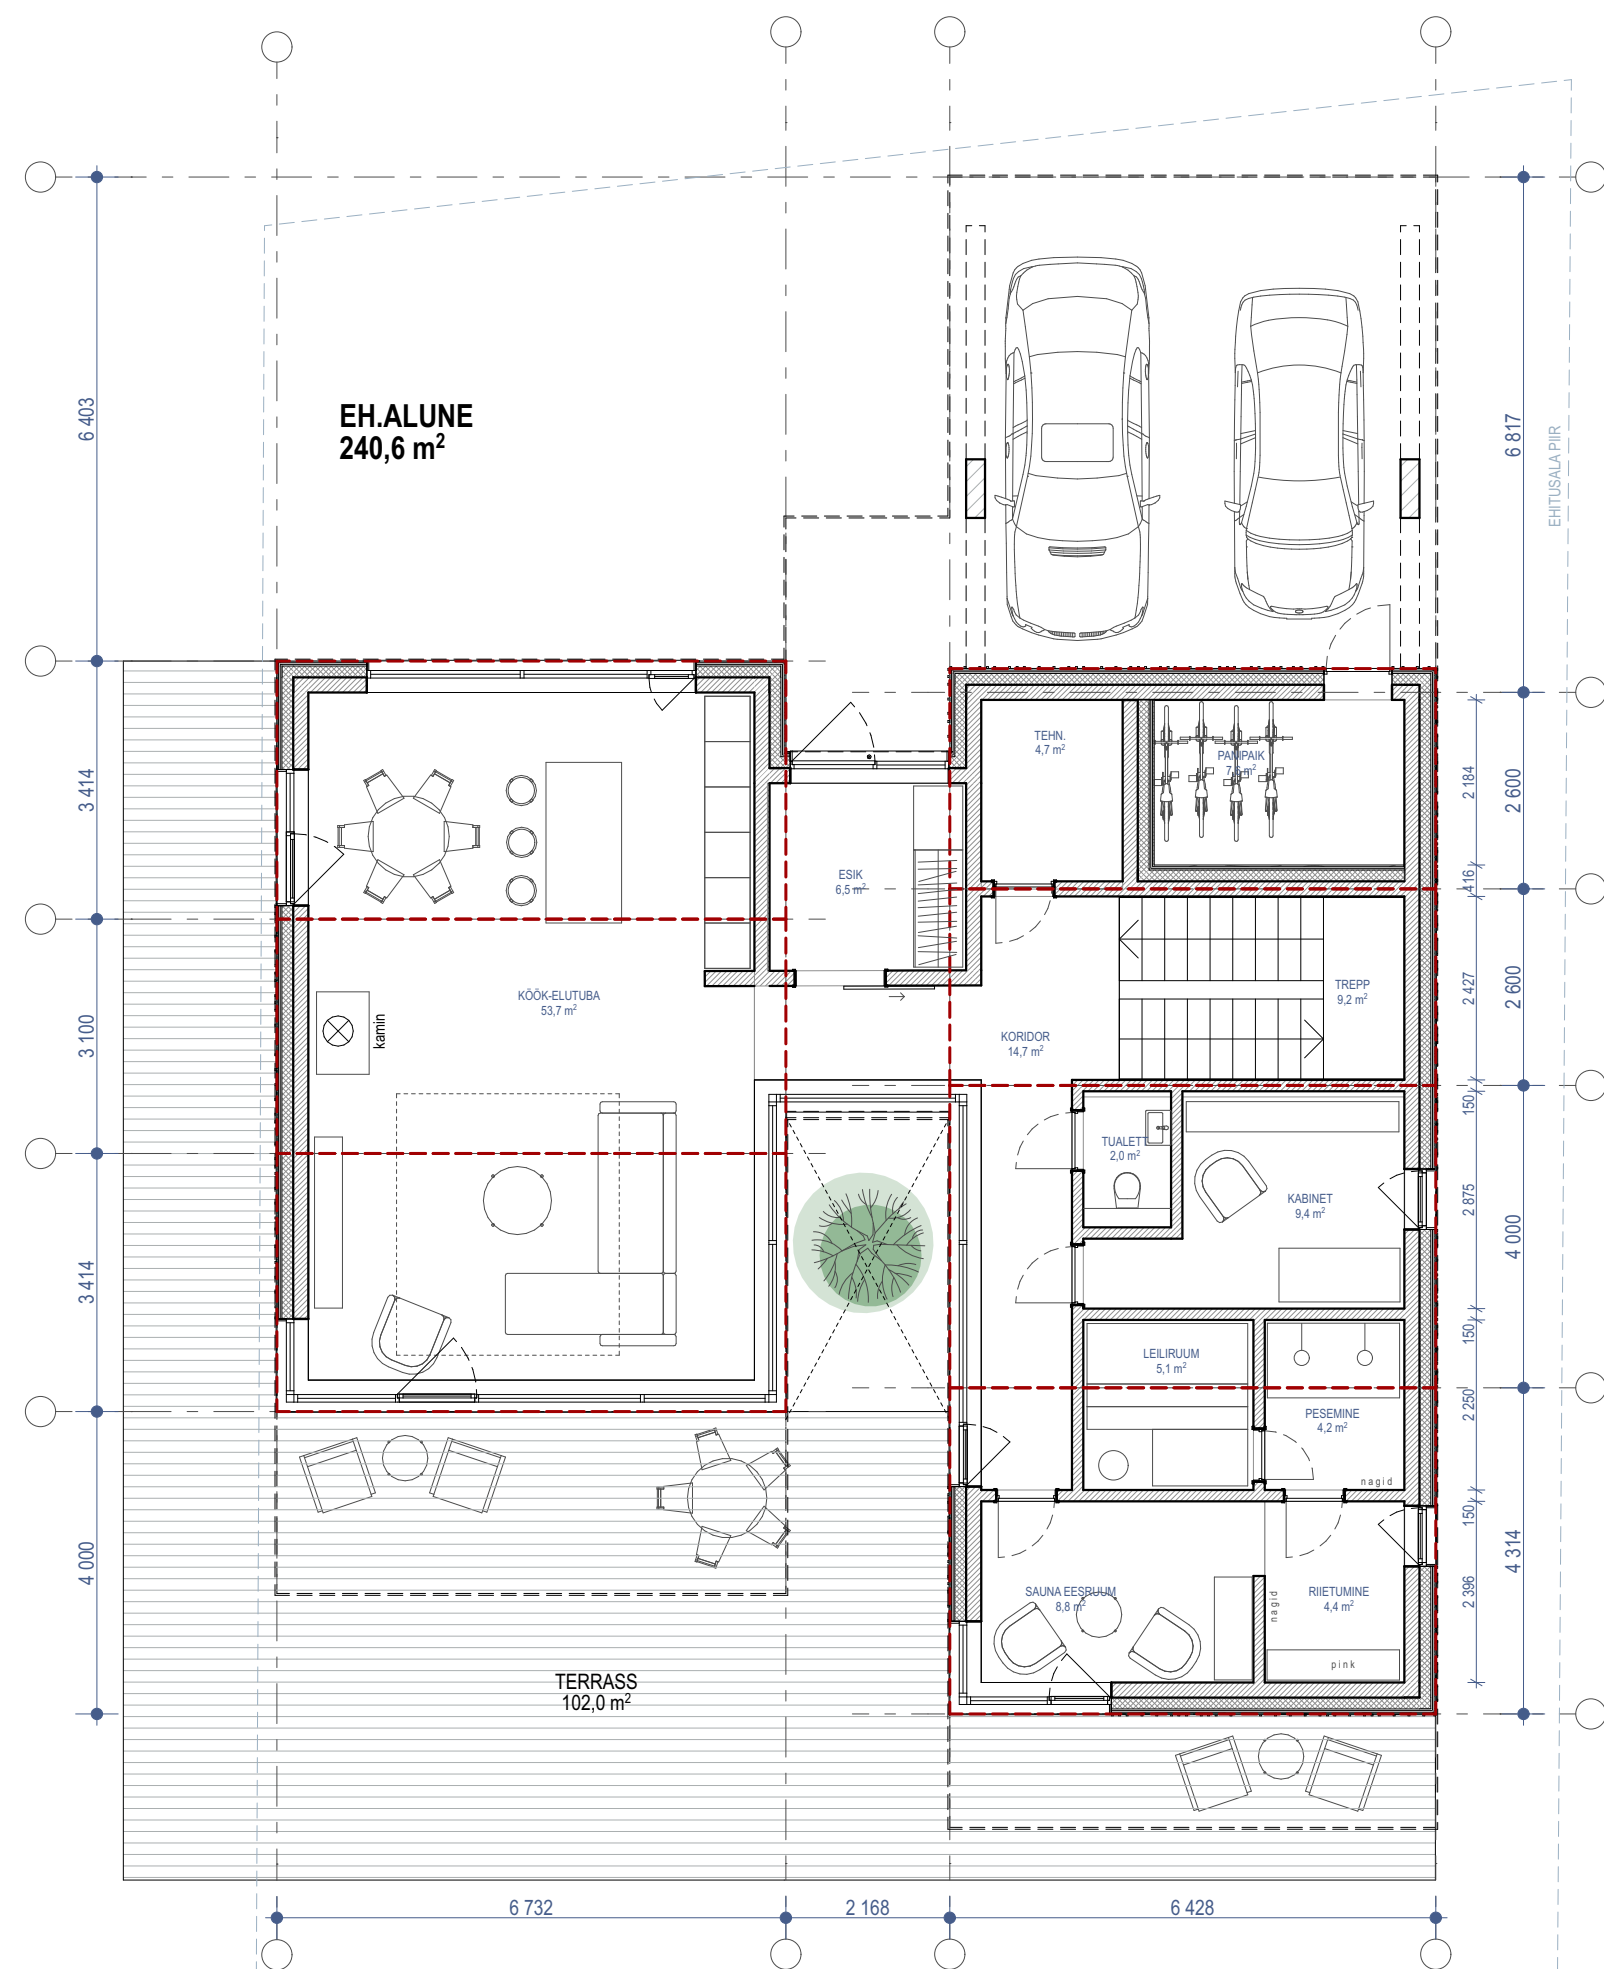 EH.ALUNE
240,6 m²
EHITUSALA PIIR
6 403
3 414
3 100
3 414
4 000
6 817
2 600
2 600
4 000
4 314
2 184
416
2 427
150
2 875
150
2 250
150
2 396
TEHN.
4,7 m²
PANIPAIK
7,6 m²
ESIK
6,5 m²
KÖÖK-ELUTUBA
53,7 m²
kamin
TREPP
9,2 m²
KORIDOR
14,7 m²
TUALETT
2,0 m²
KABINET
9,4 m²
LEILIRUUM
5,1 m²
PESEMINE
4,2 m²
nagid
SAUNA EESRUUM
8,8 m²
nagid
RIIETUMINE
4,4 m²
pink
TERRASS
102,0 m²
6 732
2 168
6 428